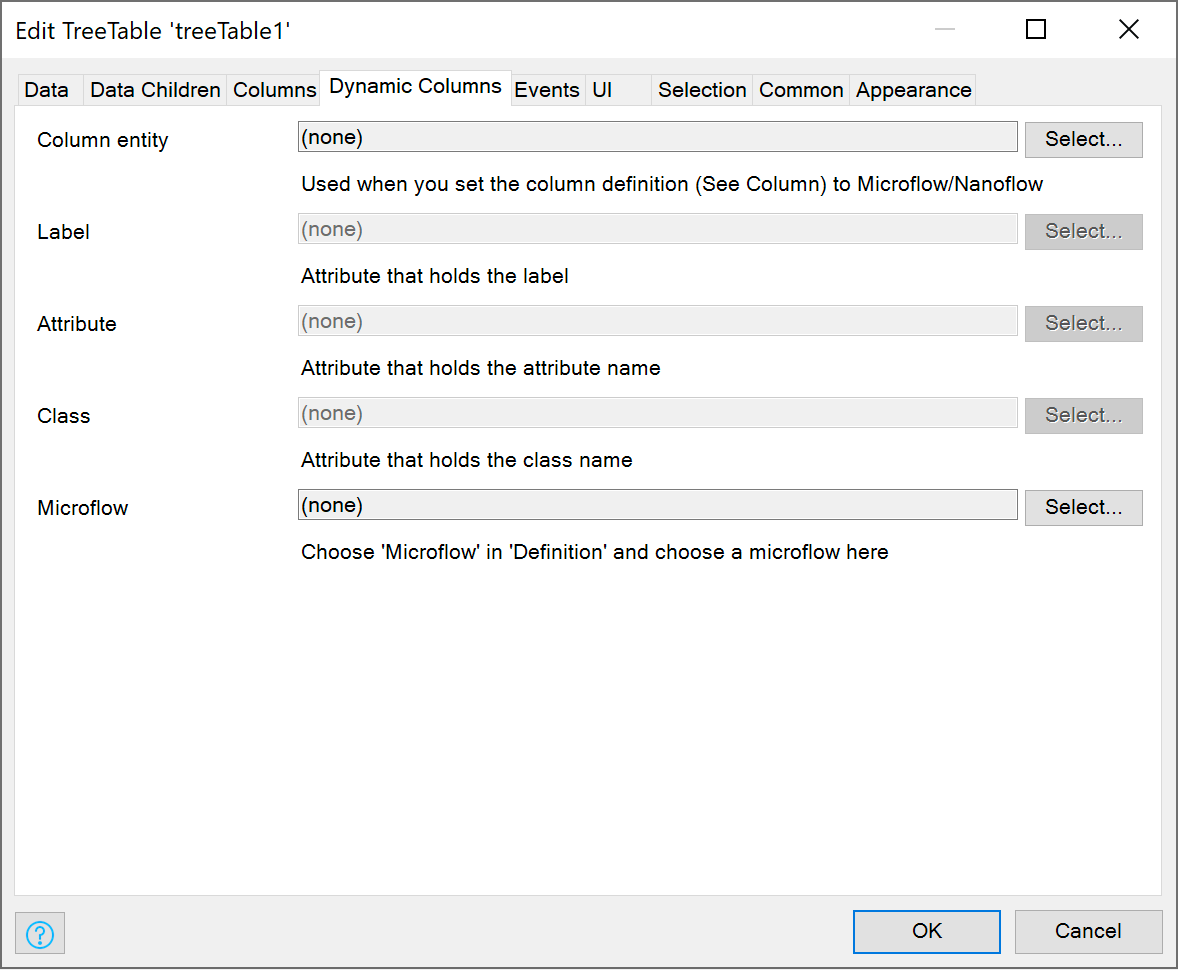 Edit TreeTable 'treeTable1'
Data Data Children Columns Dynamic Columns Events UI Selection Common Appearance
Column entity (none) Select...
Used when you set the column definition (See Column) to Microflow/Nanoflow
Label (none) Select...
Attribute that holds the label
Attribute (none) Select...
Attribute that holds the attribute name
Class (none) Select...
Attribute that holds the class name
Microflow (none) Select...
Choose 'Microflow' in 'Definition' and choose a microflow here
? OK Cancel